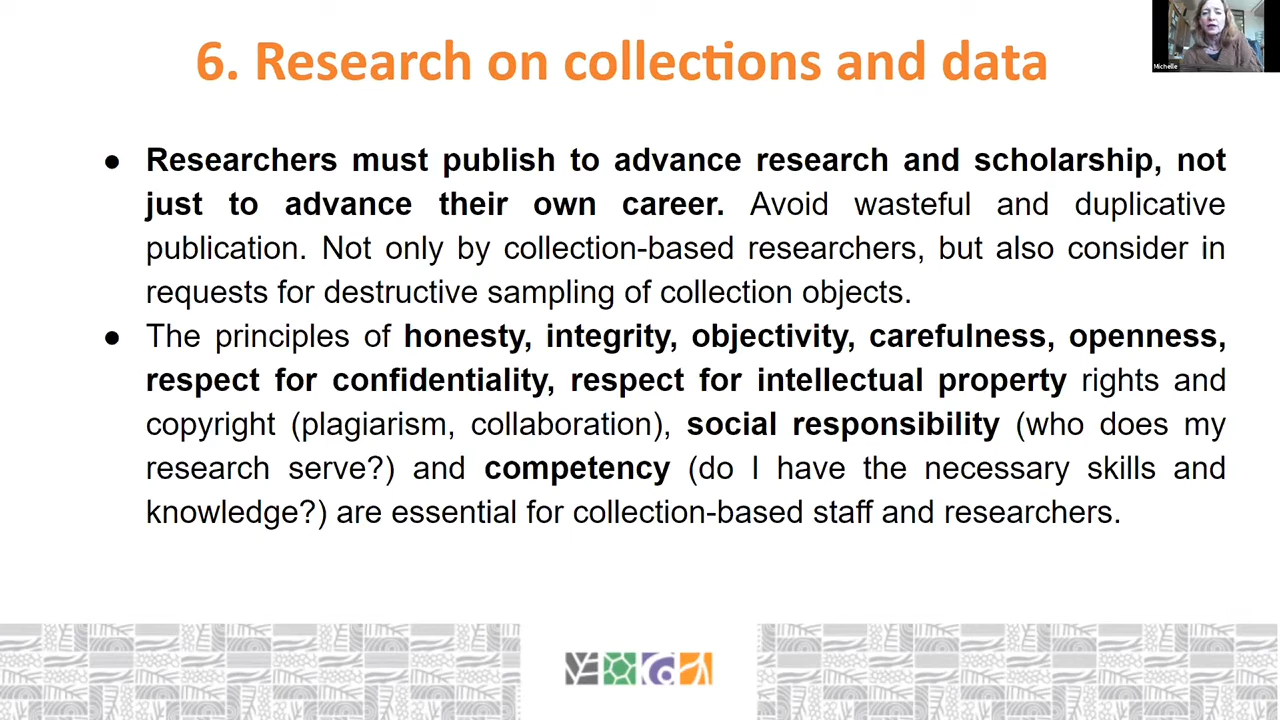 6. Research on collections and data
Michelle
● Researchers must publish to advance research and scholarship, not
just to advance their own career. Avoid wasteful and duplicative
publication. Not only by collection-based researchers, but also consider in
requests for destructive sampling of collection objects.
● The principles of honesty, integrity, objectivity, carefulness, openness,
respect for confidentiality, respect for intellectual property rights and
copyright (plagiarism, collaboration), social responsibility (who does my
research serve?) and competency (do I have the necessary skills and
knowledge?) are essential for collection-based staff and researchers.